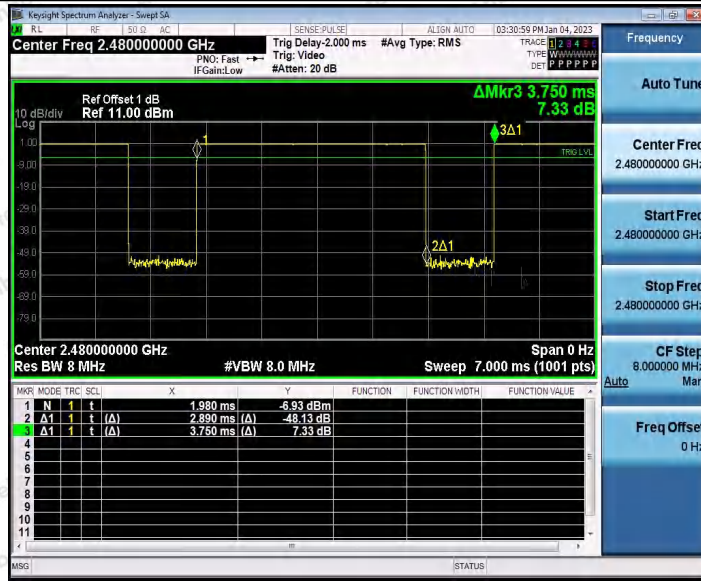 Keysight Spectrum Analyzer - Swept SA
RL RF 50 Ω AC SENSE:PULSE ALIGN AUTO 03:30:59 PM Jan 04, 2023
Center Freq 2.480000000 GHz
PNO: Fast
IFGain:Low
Trig Delay-2.000 ms
Trig: Video
#Atten: 20 dB
#Avg Type: RMS
TRACE 1 2 3 4 5 6
TYPE WWWWWW
DET P P P P P P
ΔMkr3 3.750 ms
7.33 dB
Ref Offset 1 dB
10 dB/div Ref 11.00 dBm
Log
1.00
-9.00
-19.0
-29.0
-39.0
-49.0
-59.0
-69.0
-79.0
1
2Δ1
3Δ1
TRIG LVL
Center 2.480000000 GHz Span 0 Hz
Res BW 8 MHz #VBW 8.0 MHz Sweep 7.000 ms (1001 pts)
MKR MODE TRC SCL X Y FUNCTION FUNCTION WIDTH FUNCTION VALUE
1 N 1 t 1.980 ms -6.93 dBm
2 Δ1 1 t (Δ) 2.890 ms (Δ) -48.13 dB
3 Δ1 1 t (Δ) 3.750 ms (Δ) 7.33 dB
4
5
6
7
8
9
10
11
MSG STATUS
Frequency
Auto Tune
Center Freq
2.480000000 GHz
Start Freq
2.480000000 GHz
Stop Freq
2.480000000 GHz
CF Step
8.000000 MHz
Auto Man
Freq Offset
0 Hz